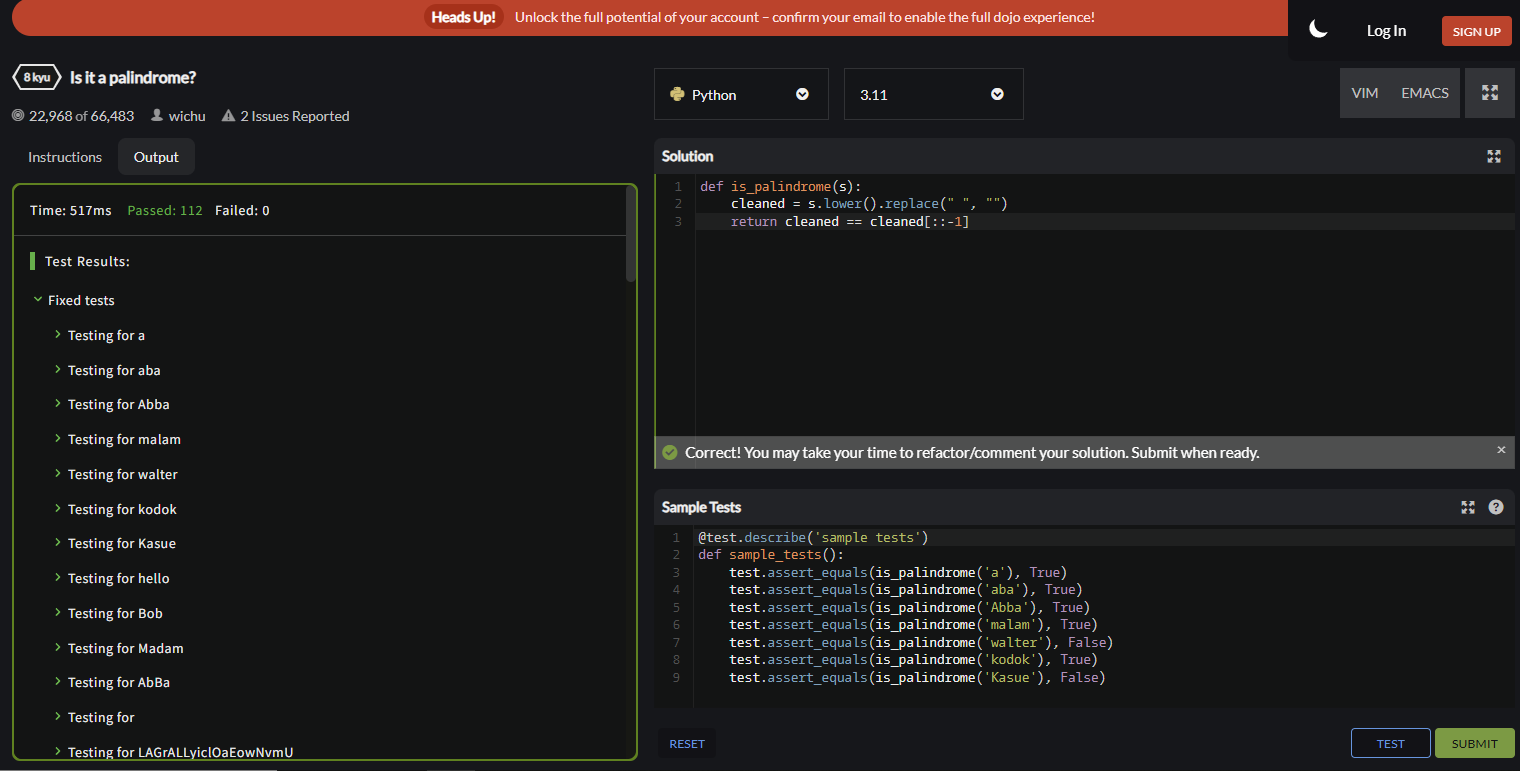 Heads Up! Unlock the full potential of your account – confirm your email to enable the full dojo experience!
Log In
SIGN UP
8 kyu Is it a palindrome?
22,968 of 66,483 wichu 2 Issues Reported
Instructions Output
Time: 517ms Passed: 112 Failed: 0
Test Results:
Fixed tests
Testing for a
Testing for aba
Testing for Abba
Testing for malam
Testing for walter
Testing for kodok
Testing for Kasue
Testing for hello
Testing for Bob
Testing for Madam
Testing for AbBa
Testing for
Testing for LAGrALLyiclOaEowNvmU
Python 3.11
VIM EMACS
Solution
1 def is_palindrome(s):
2     cleaned = s.lower().replace(" ", "")
3     return cleaned == cleaned[::-1]
Correct! You may take your time to refactor/comment your solution. Submit when ready.
Sample Tests
1 @test.describe('sample tests')
2 def sample_tests():
3     test.assert_equals(is_palindrome('a'), True)
4     test.assert_equals(is_palindrome('aba'), True)
5     test.assert_equals(is_palindrome('Abba'), True)
6     test.assert_equals(is_palindrome('malam'), True)
7     test.assert_equals(is_palindrome('walter'), False)
8     test.assert_equals(is_palindrome('kodok'), True)
9     test.assert_equals(is_palindrome('Kasue'), False)
RESET
TEST
SUBMIT